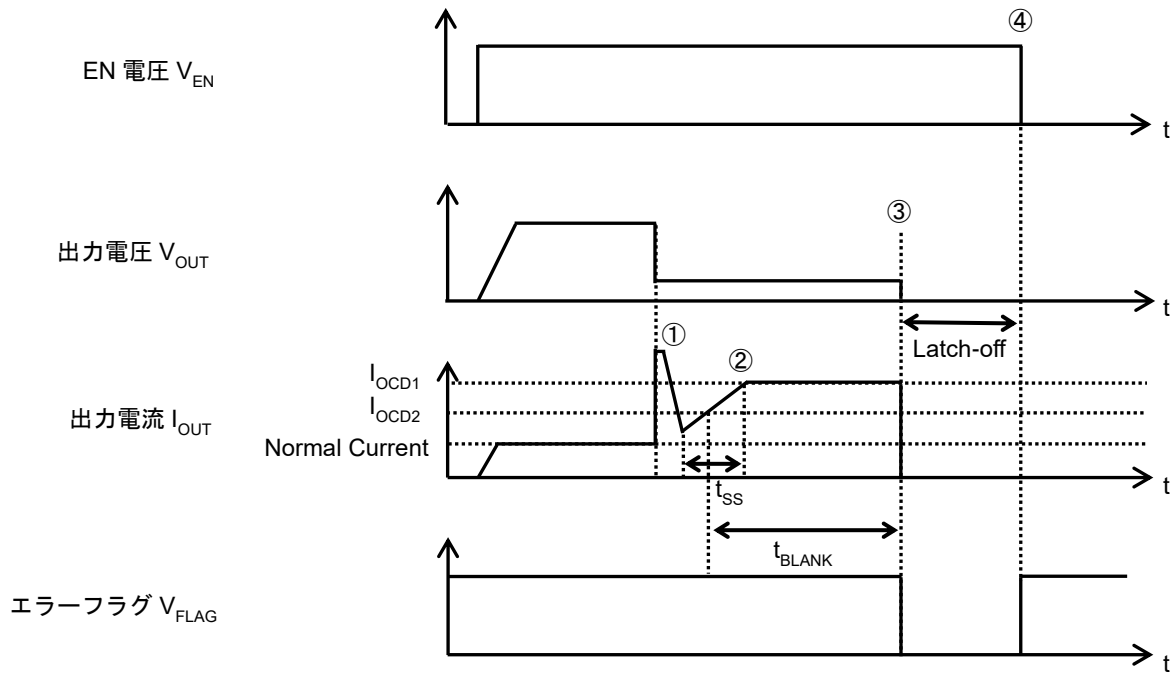 ④
EN 電圧 V_EN
t
③
出力電圧 V_OUT
t
Latch-off
①
②
I_OCD1
I_OCD2
出力電流 I_OUT
Normal Current
t
t_SS
t_BLANK
エラーフラグ V_FLAG
t